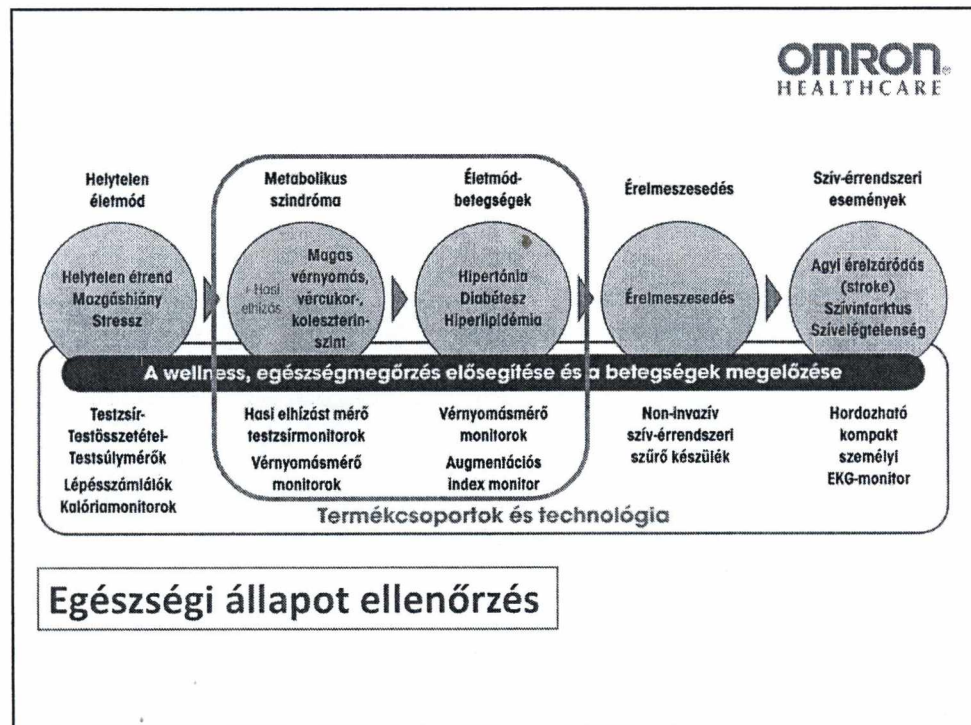 OMRON®
HEALTHCARE
Helytelen
életmód
Metabolikus
szindróma
Életmód-
betegségek
Érelmeszesedés
Szív-érrendszeri
események
Helytelen étrend
Mozgáshiány
Stressz
+ Hasi
elhízás
Magas
vérnyomás,
vércukor-,
koleszterin-
szint
Hipertónia
Diabétesz
Hiperlipidémia
Érelmeszesedés
Agyi érelzáródás
(stroke)
Szívinfarktus
Szívelégtelenség
A wellness, egészségmegőrzés elősegítése és a betegségek megelőzése
Testzsír-
Testösszetétel-
Testsúlymérők
Lépésszámlálók
Kalóriamonitorok
Hasi elhízást mérő
testzsírmonitorok
Vérnyomásmérő
monitorok
Vérnyomásmérő
monitorok
Augmentációs
index monitor
Non-invazív
szív-érrendszeri
szűrő készülék
Hordozható
kompakt
személyi
EKG-monitor
Termékcsoportok és technológia
Egészségi állapot ellenőrzés